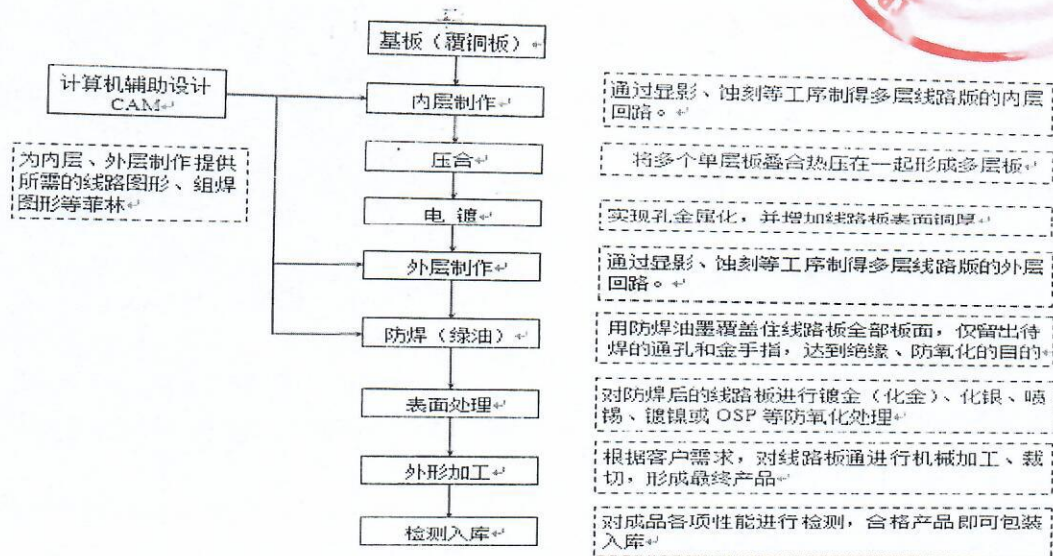 基板（覆铜板）
计算机辅助设计
CAM
内层制作
通过显影、蚀刻等工序制得多层线路版的内层
回路。
为内层、外层制作提供
所需的线路图形、组焊
图形等菲林
压合
将多个单层板叠合热压在一起形成多层板
电 镀
实现孔金属化，并增加线路板表面铜厚
外层制作
通过显影、蚀刻等工序制得多层线路版的外层
回路。
防焊（绿油）
用防焊油墨覆盖住线路板全部板面，仅留出待
焊的通孔和金手指，达到绝缘、防氧化的目的
表面处理
对防焊后的线路板进行镀金（化金）、化银、喷
锡、镀镍或 OSP 等防氧化处理
外形加工
根据客户需求，对线路板通进行机械加工、裁
切，形成最终产品
检测入库
对成品各项性能进行检测，合格产品即可包装
入库